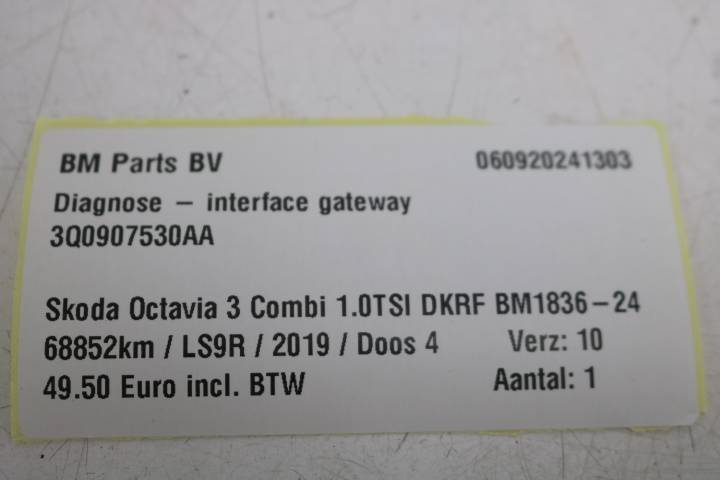 BM Parts BV 060920241303
Diagnose – interface gateway
3Q0907530AA
Skoda Octavia 3 Combi 1.0TSI DKRF BM1836–24
68852km / LS9R / 2019 / Doos 4 Verz: 10
49.50 Euro incl. BTW Aantal: 1